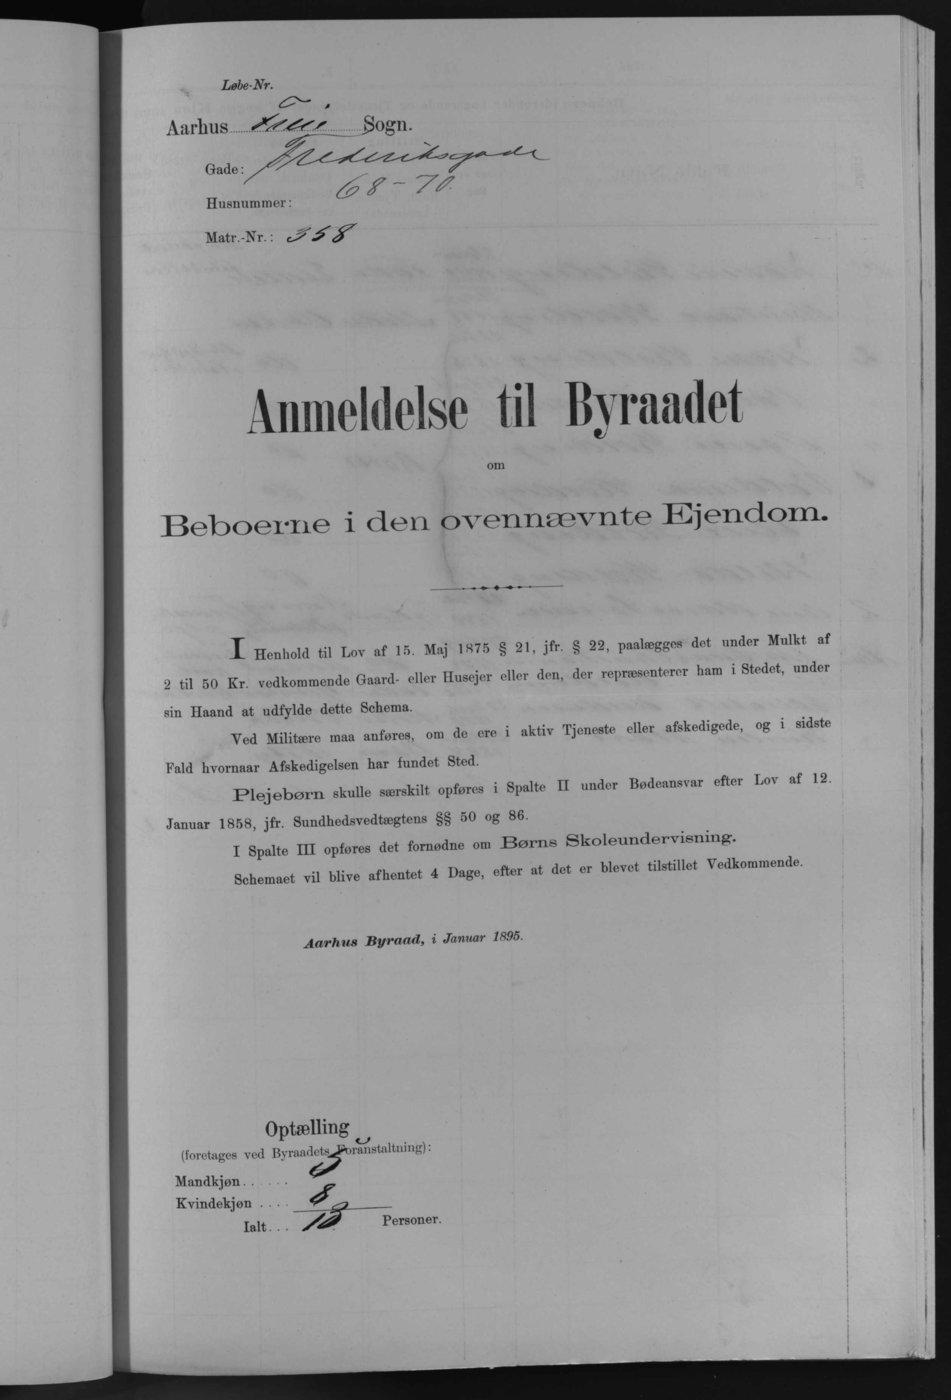 Løbe-Nr.
Aarhus Frue Sogn.
Gade: Frederiksgade
Husnummer: 68-70.
Matr.-Nr.: 358
Anmeldelse til Byraadet
om
Beboerne i den ovennævnte Ejendom.
I Henhold til Lov af 15. Maj 1875 § 21, jfr. § 22, paalægges det under Mulkt af
2 til 50 Kr. vedkommende Gaard- eller Husejer eller den, der repræsenterer ham i Stedet, under
sin Haand at udfylde dette Schema.
Ved Militære maa anføres, om de ere i aktiv Tjeneste eller afskedigede, og i sidste
Fald hvornaar Afskedigelsen har fundet Sted.
Plejebørn skulle særskilt opføres i Spalte II under Bødeansvar efter Lov af 12.
Januar 1858, jfr. Sundhedsvedtægtens §§ 50 og 86.
I Spalte III opføres det fornødne om Børns Skoleundervisning.
Schemaet vil blive afhentet 4 Dage, efter at det er blevet tilstillet Vedkommende.
Aarhus Byraad, i Januar 1895.
Optælling
(foretages ved Byraadets Foranstaltning):
Mandkjøn...... 5
Kvindekjøn .... 8
Ialt... 13 Personer.